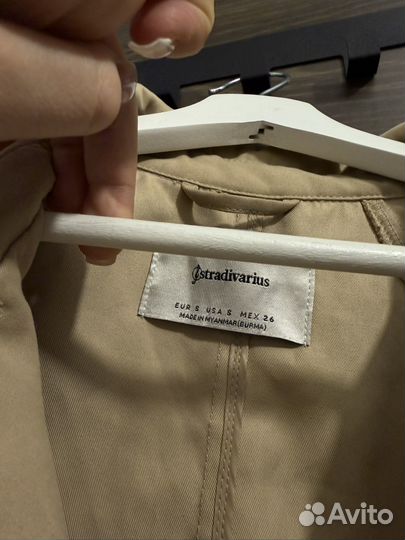 stradivarius
EUR S USA S MEX 26
MADE IN MYANMAR(BURMA)
Avito